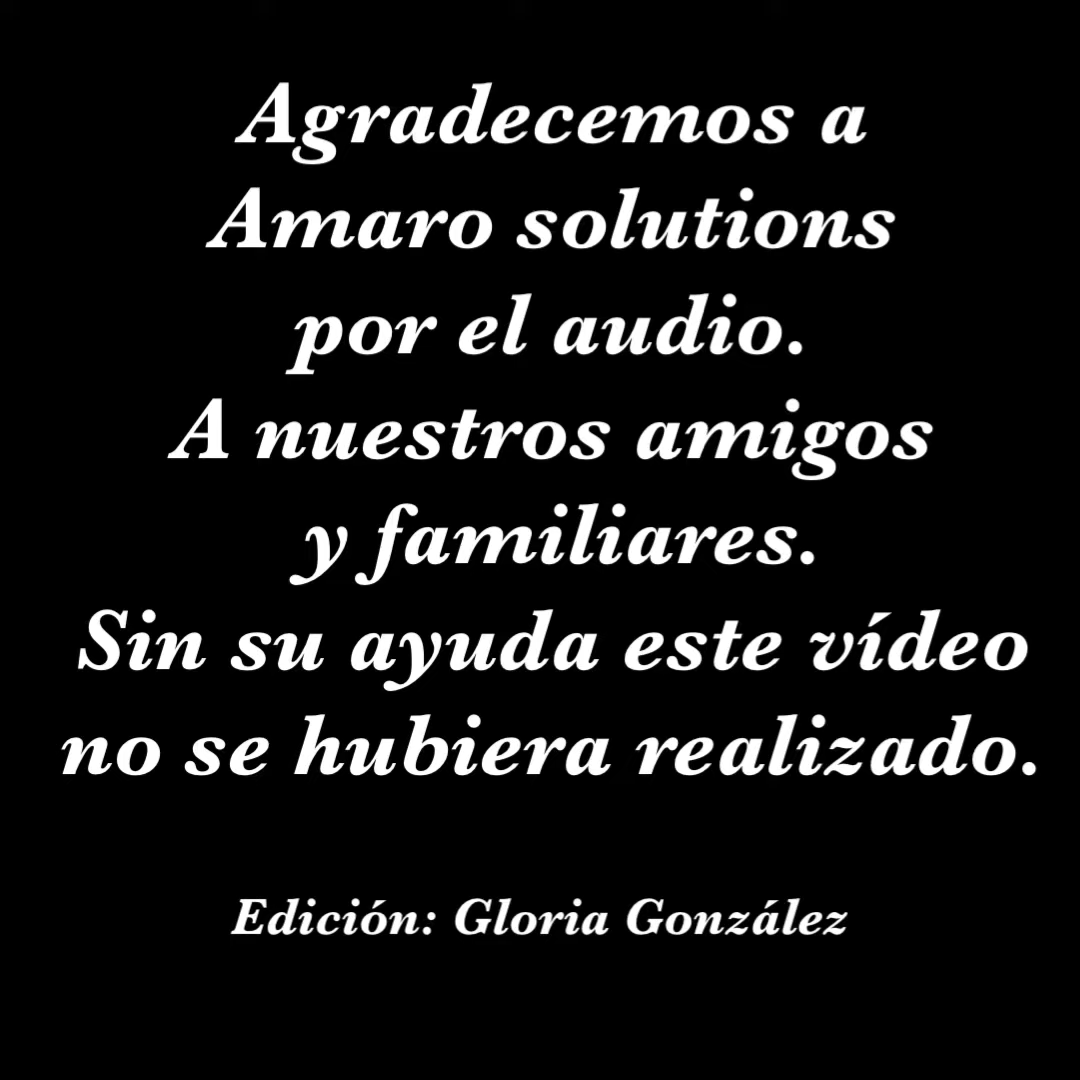 Agradecemos a
Amaro solutions
por el audio.
A nuestros amigos
y familiares.
Sin su ayuda este vídeo
no se hubiera realizado.
Edición: Gloria González